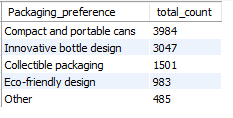 Packaging_preference total_count
Compact and portable cans 3984
Innovative bottle design 3047
Collectible packaging 1501
Eco-friendly design 983
Other 485